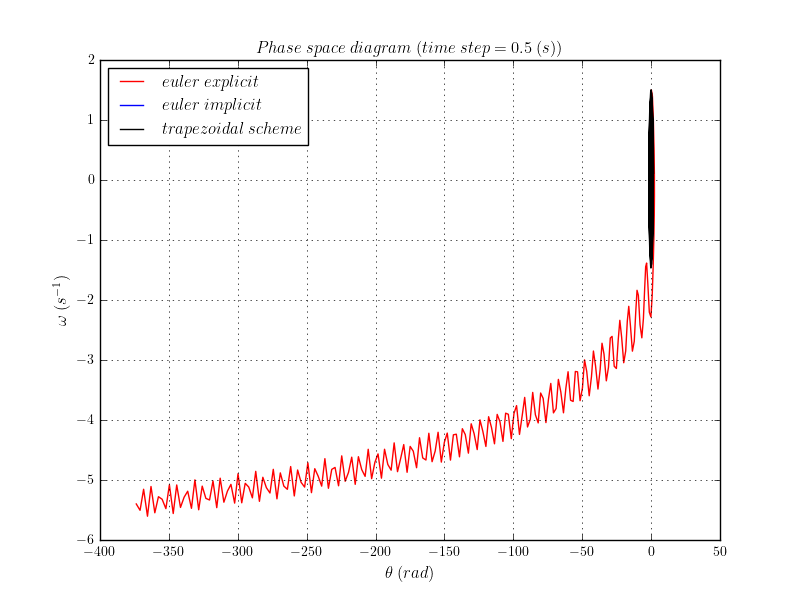 Phase space diagram (time step = 0.5 (s))
euler explicit
euler implicit
trapezoidal scheme
2
1
0
−1
−2
−3
−4
−5
−6
ω (s⁻¹)
−400 −350 −300 −250 −200 −150 −100 −50 0 50
θ (rad)